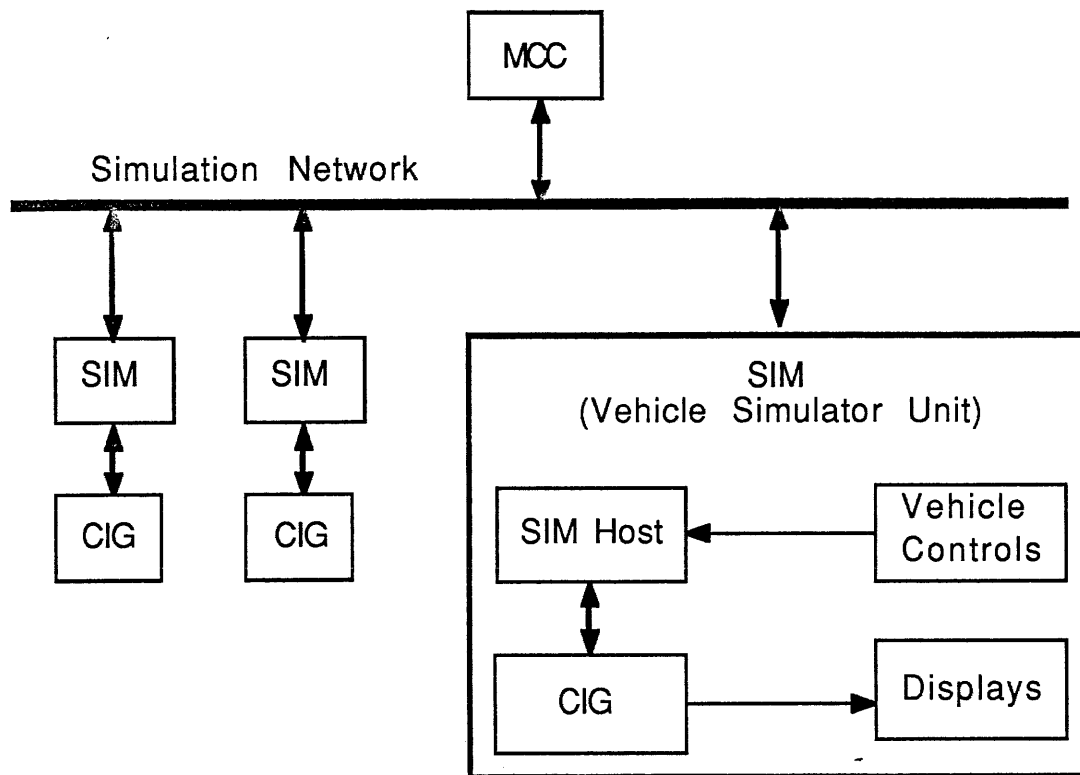 MCC
Simulation Network
SIM
SIM
CIG
CIG
SIM
(Vehicle Simulator Unit)
SIM Host
Vehicle
Controls
CIG
Displays